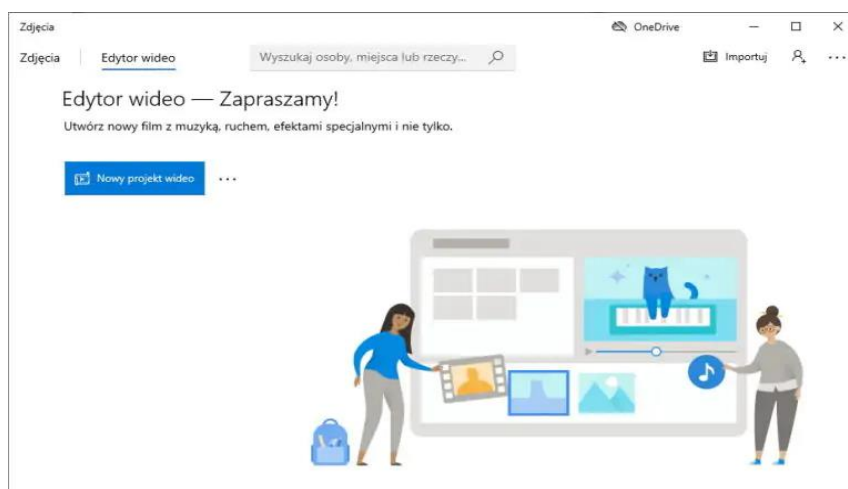 Zdjęcia
OneDrive
Zdjęcia
Edytor wideo
Wyszukaj osoby, miejsca lub rzeczy...
Importuj
Edytor wideo — Zapraszamy!
Utwórz nowy film z muzyką, ruchem, efektami specjalnymi i nie tylko.
Nowy projekt wideo